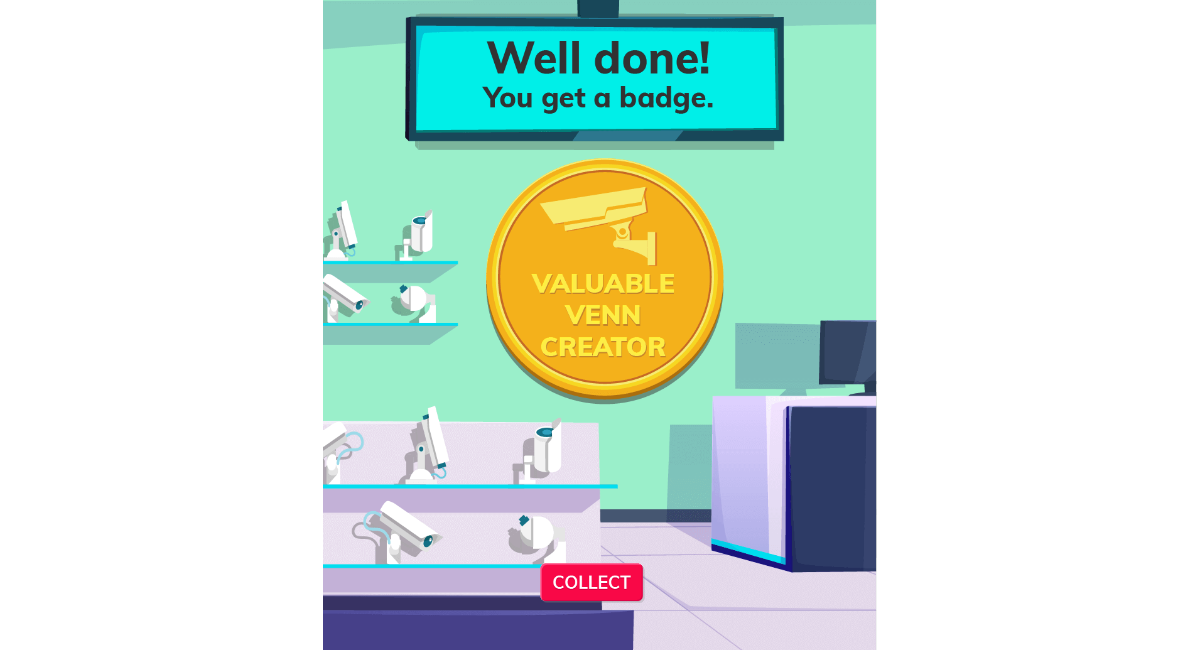 Well done!
You get a badge.
VALUABLE
VENN
CREATOR
COLLECT